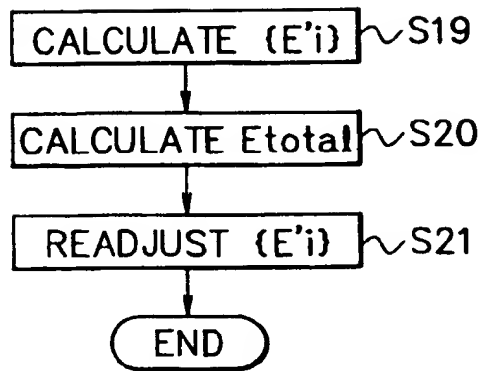 CALCULATE {E'i} S19
CALCULATE Etotal S20
READJUST {E'i} S21
END